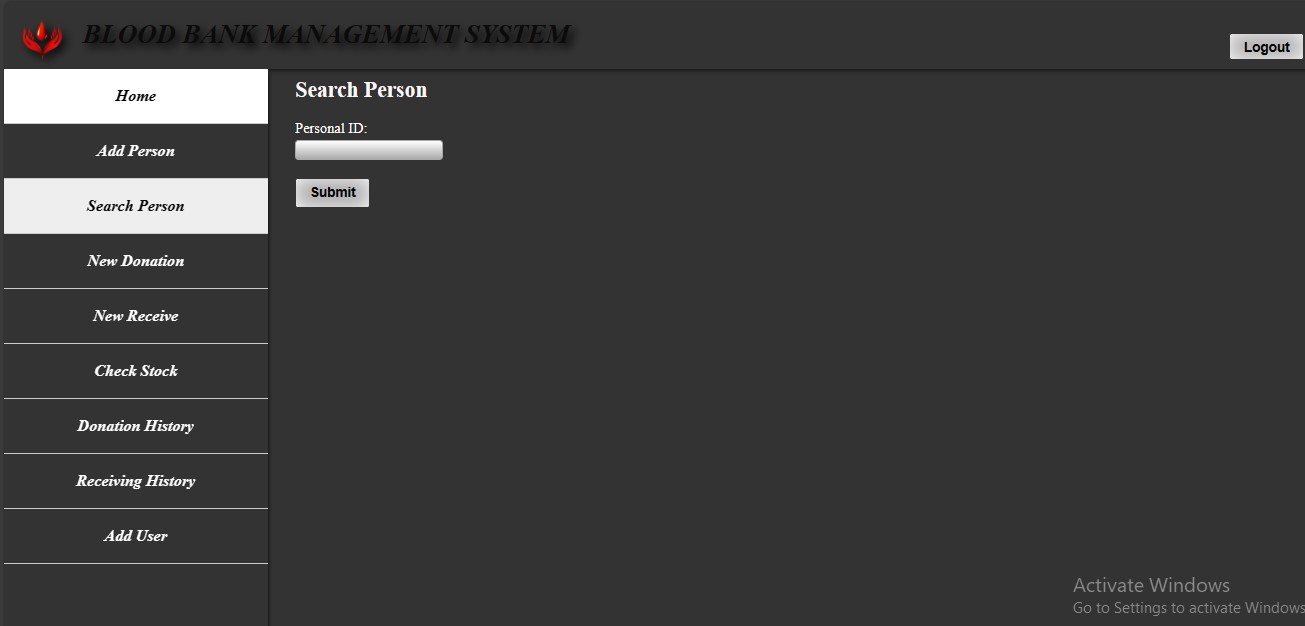 BLOOD BANK MANAGEMENT SYSTEM
Logout
Home
Add Person
Search Person
New Donation
New Receive
Check Stock
Donation History
Receiving History
Add User
Search Person
Personal ID:
Submit
Activate Windows
Go to Settings to activate Windows